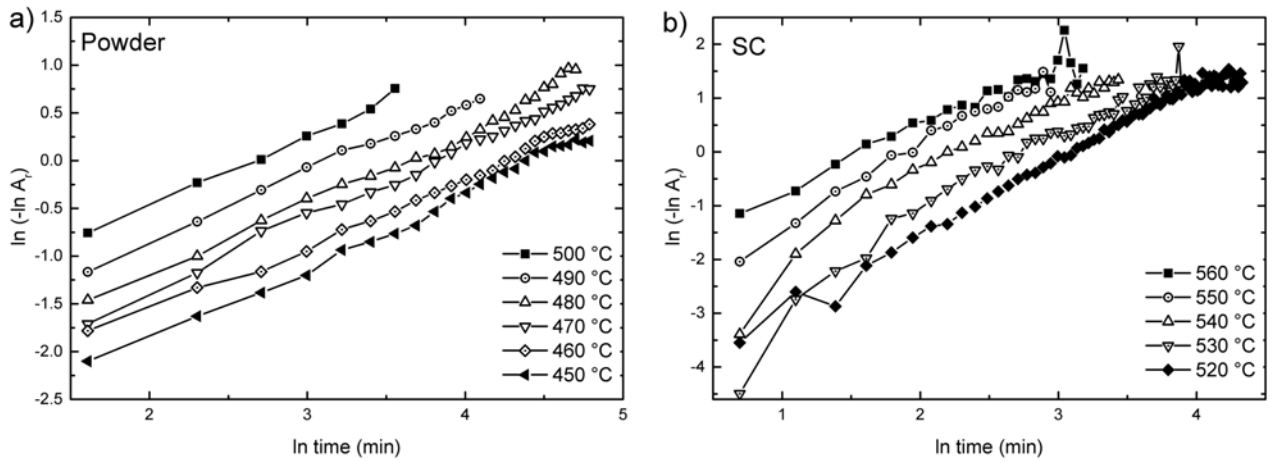 a)
Powder
ln (-ln Ar)
1.5
1.0
0.5
0.0
-0.5
-1.0
-1.5
-2.0
-2.5
500 °C
490 °C
480 °C
470 °C
460 °C
450 °C
2 3 4 5
ln time (min)
b)
SC
ln (-ln Ar)
2
1
0
-1
-2
-3
-4
560 °C
550 °C
540 °C
530 °C
520 °C
1 2 3 4
ln time (min)